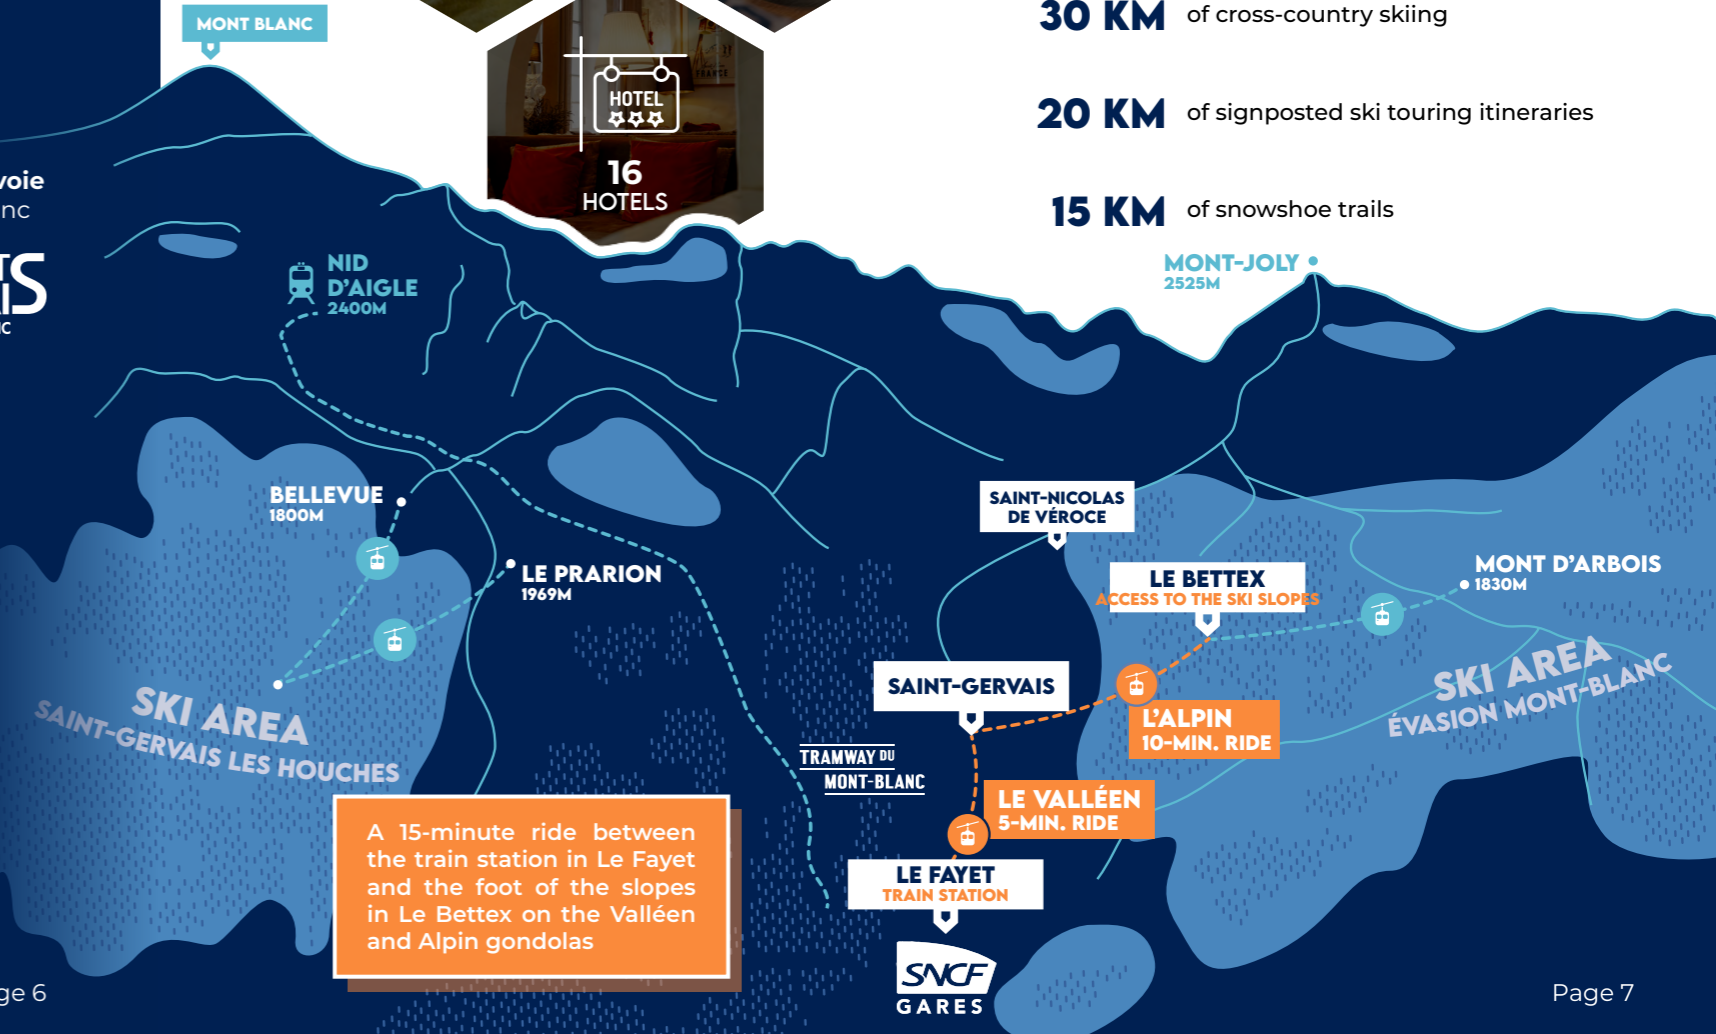 MONT BLANC
HOTEL
16
HOTELS
FRANCE
30 KM of cross-country skiing
20 KM of signposted ski touring itineraries
15 KM of snowshoe trails
voie
nc
MONT-JOLY
2525M
NID
D'AIGLE
2400M
BELLEVUE
1800M
LE PRARION
1969M
SAINT-NICOLAS
DE VÉROCE
LE BETTEX
ACCESS TO THE SKI SLOPES
MONT D'ARBOIS
1830M
SKI AREA
SAINT-GERVAIS LES HOUCHES
SAINT-GERVAIS
SKI AREA
ÉVASION MONT-BLANC
L'ALPIN
10-MIN. RIDE
TRAMWAY DU
MONT-BLANC
LE VALLÉEN
5-MIN. RIDE
A 15-minute ride between
the train station in Le Fayet
and the foot of the slopes
in Le Bettex on the Valléen
and Alpin gondolas
LE FAYET
TRAIN STATION
SNCF
GARES
ge 6
Page 7